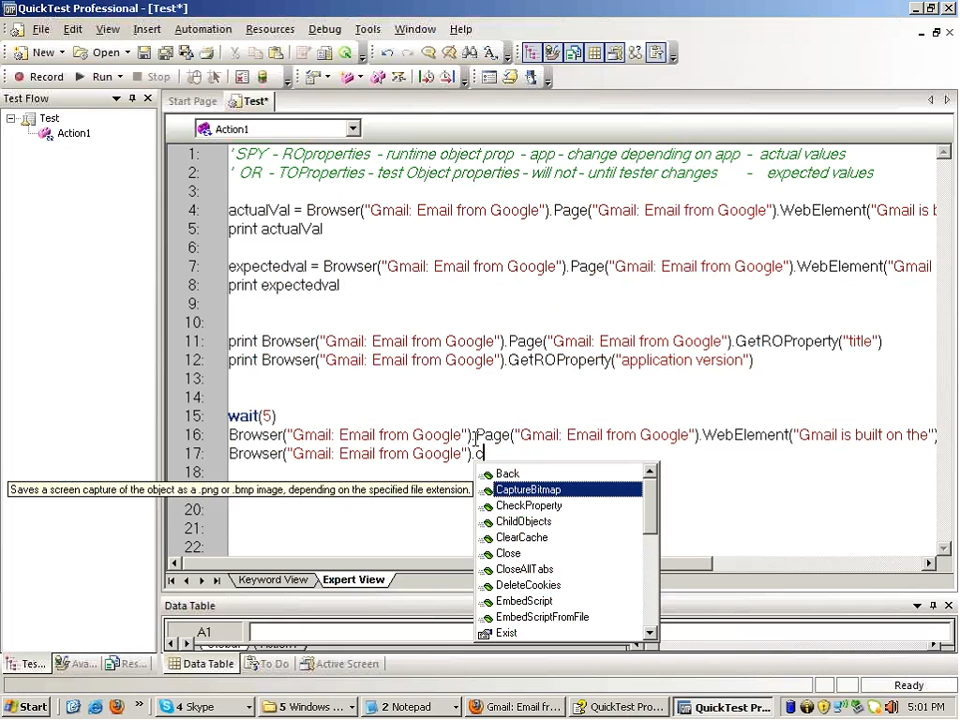 QuickTest Professional - [Test*]
File Edit View Insert Automation Resources Debug Tools Window Help
New Open
Record Run Stop
Test Flow
Start Page Test*
Test
Action1
Action1
1: ' SPY - ROproperties - runtime object prop - app - change depending on app - actual values
2: ' OR - TOProperties - test Object properties - will not - until tester changes - expected values
3:
4: actualVal = Browser("Gmail: Email from Google").Page("Gmail: Email from Google").WebElement("Gmail is b
5: print actualVal
6:
7: expectedval = Browser("Gmail: Email from Google").Page("Gmail: Email from Google").WebElement("Gmail
8: print expectedval
9:
10:
11: print Browser("Gmail: Email from Google").Page("Gmail: Email from Google").GetROProperty("title")
12: print Browser("Gmail: Email from Google").GetROProperty("application version")
13:
14:
15: wait(5)
16: Browser("Gmail: Email from Google").Page("Gmail: Email from Google").WebElement("Gmail is built on the")
17: Browser("Gmail: Email from Google").c
18:
Saves a screen capture of the object as a .png or .bmp image, depending on the specified file extension.
20:
21:
22:
Back
CaptureBitmap
CheckProperty
ChildObjects
ClearCache
Close
CloseAllTabs
DeleteCookies
EmbedScript
EmbedScriptFromFile
Exist
Keyword View Expert View
Data Table
A1
Tes... Ava... Res... Data Table To Do Active Screen
Ready
Start 4 Skype 5 Windows ... 2 Notepad Gmail: Email fr... QuickTest Pro... QuickTest Pr... 5:01 PM